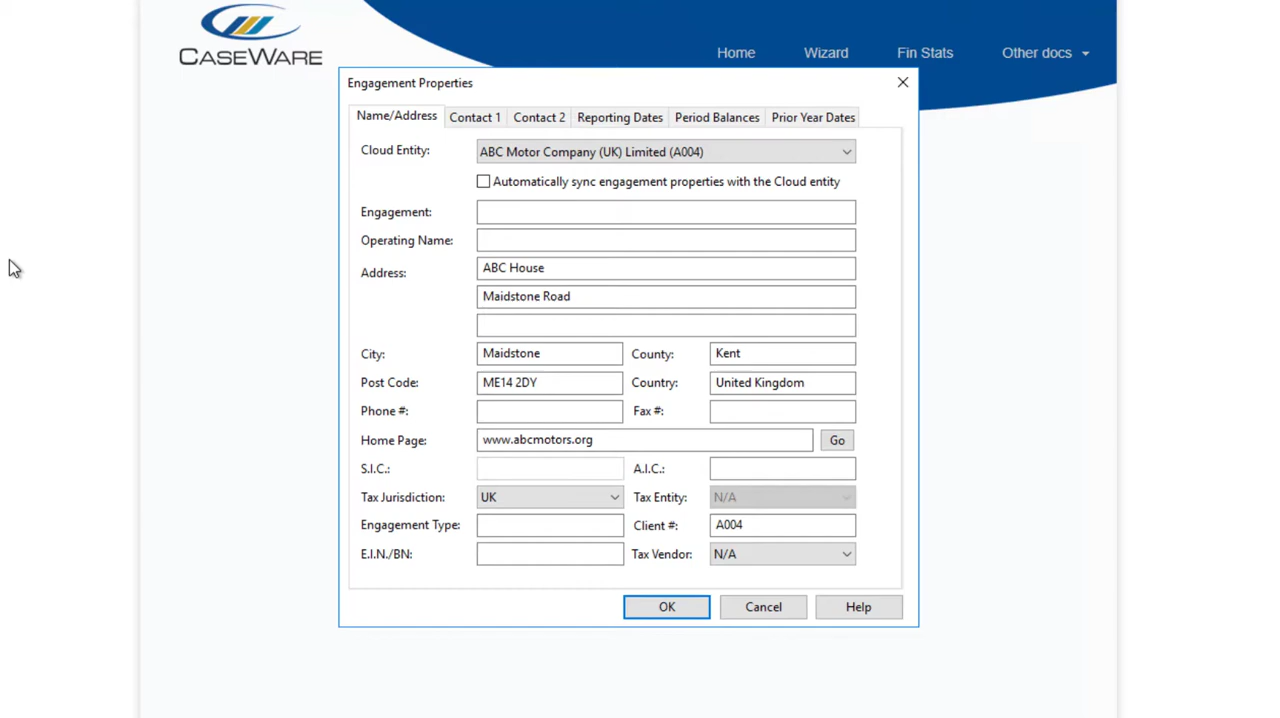 CASEWARE
Home Wizard Fin Stats Other docs
Engagement Properties
Name/Address Contact 1 Contact 2 Reporting Dates Period Balances Prior Year Dates
Cloud Entity: ABC Motor Company (UK) Limited (A004)
Automatically sync engagement properties with the Cloud entity
Engagement:
Operating Name:
Address: ABC House
Maidstone Road
City: Maidstone County: Kent
Post Code: ME14 2DY Country: United Kingdom
Phone #: Fax #:
Home Page: www.abcmotors.org Go
S.I.C.: A.I.C.:
Tax Jurisdiction: UK Tax Entity: N/A
Engagement Type: Client #: A004
E.I.N./BN: Tax Vendor: N/A
OK Cancel Help